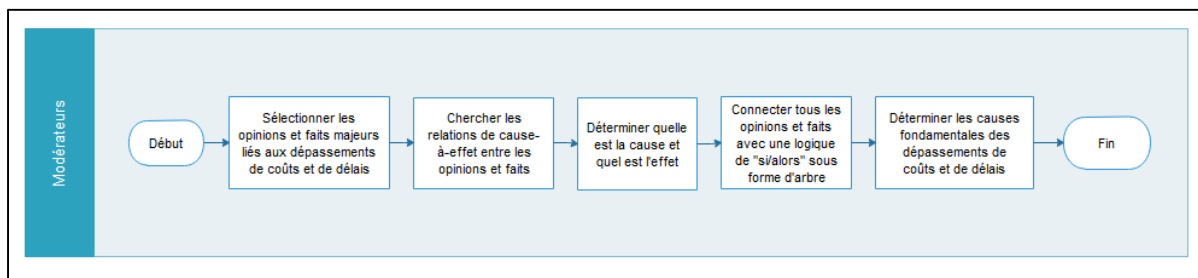 Modérateurs
Début
Sélectionner les
opinions et faits majeurs
liés aux dépassements
de coûts et de délais
Chercher les
relations de cause-
à-effet entre les
opinions et faits
Déterminer quelle
est la cause et
quel est l'effet
Connecter tous les
opinions et faits
avec une logique
de "si/alors" sous
forme d'arbre
Déterminer les causes
fondamentales des
dépassements de
coûts et de délais
Fin